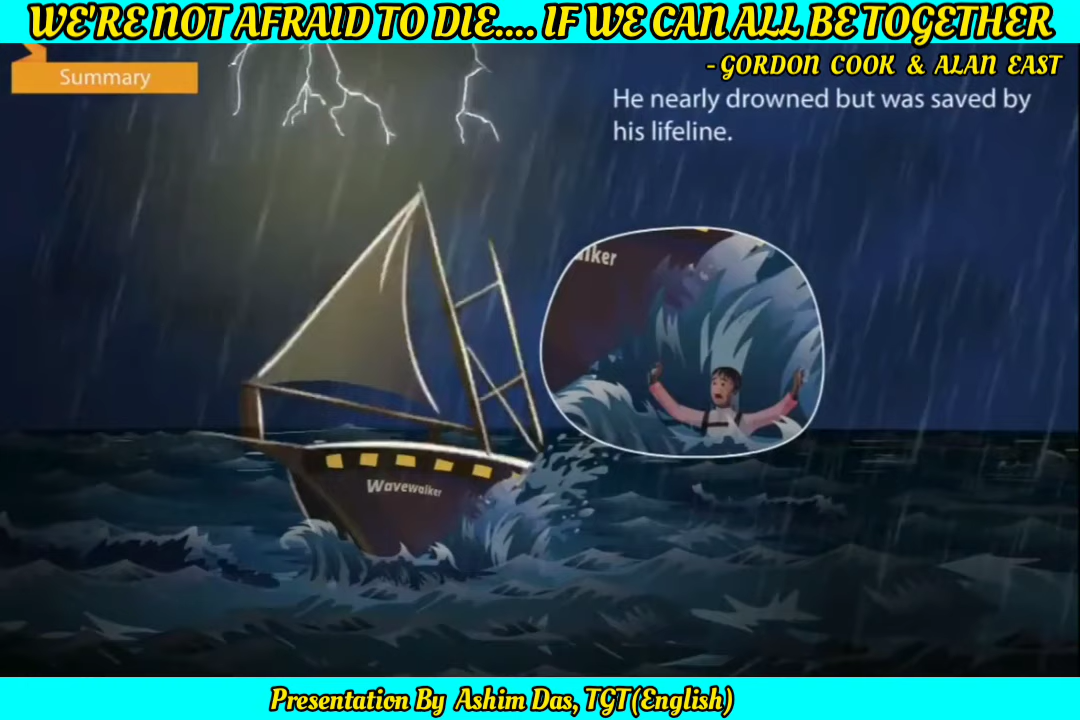 WE'RE NOT AFRAID TO DIE.... IF WE CAN ALL BE TOGETHER
- GORDON COOK & ALAN EAST
Summary
He nearly drowned but was saved by
his lifeline.
alker
Wavewalker
Presentation By Ashim Das, TGT(English)